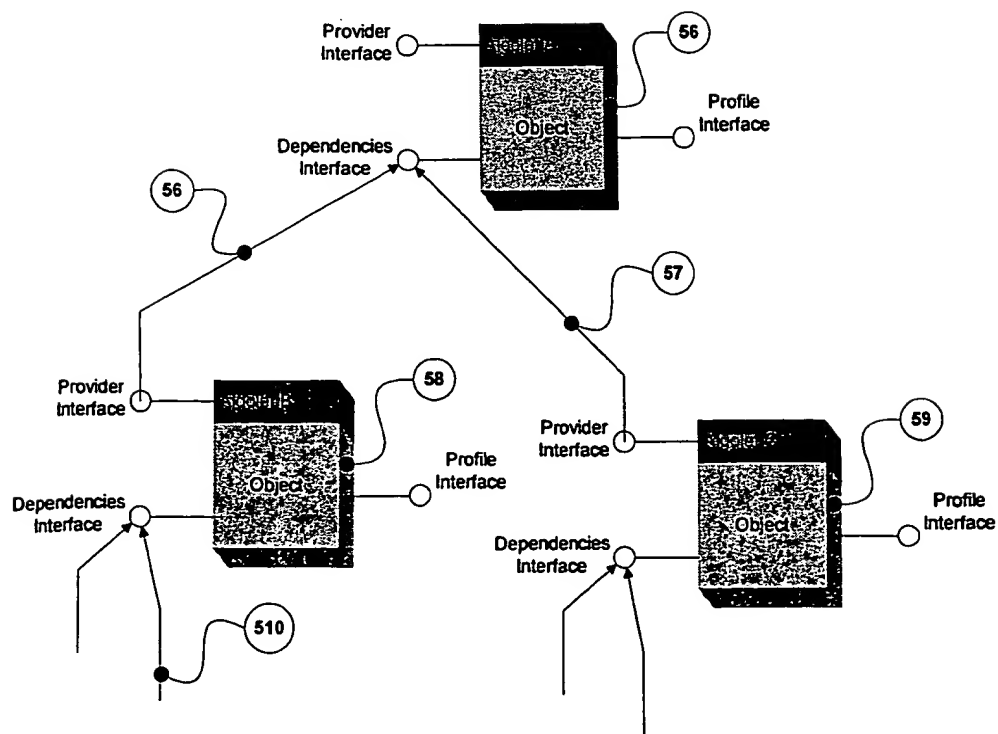 Provider
Interface
56
Object
Profile
Interface
Dependencies
Interface
56
57
Provider
Interface
58
Object
Profile
Interface
Provider
Interface
59
Object
Profile
Interface
Dependencies
Interface
Dependencies
Interface
510